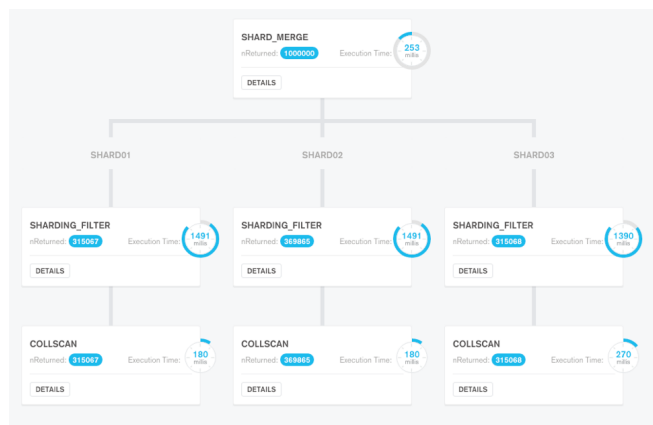 SHARD_MERGE
nReturned: 1000000 Execution Time: 253 millis
DETAILS
SHARD01 SHARD02 SHARD03
SHARDING_FILTER SHARDING_FILTER SHARDING_FILTER
nReturned: 315067 Execution Time: 1491 millis nReturned: 369865 Execution Time: 1491 millis nReturned: 315068 Execution Time: 1390 millis
DETAILS DETAILS DETAILS
COLLSCAN COLLSCAN COLLSCAN
nReturned: 315067 Execution Time: 180 millis nReturned: 369865 Execution Time: 180 millis nReturned: 315068 Execution Time: 270 millis
DETAILS DETAILS DETAILS